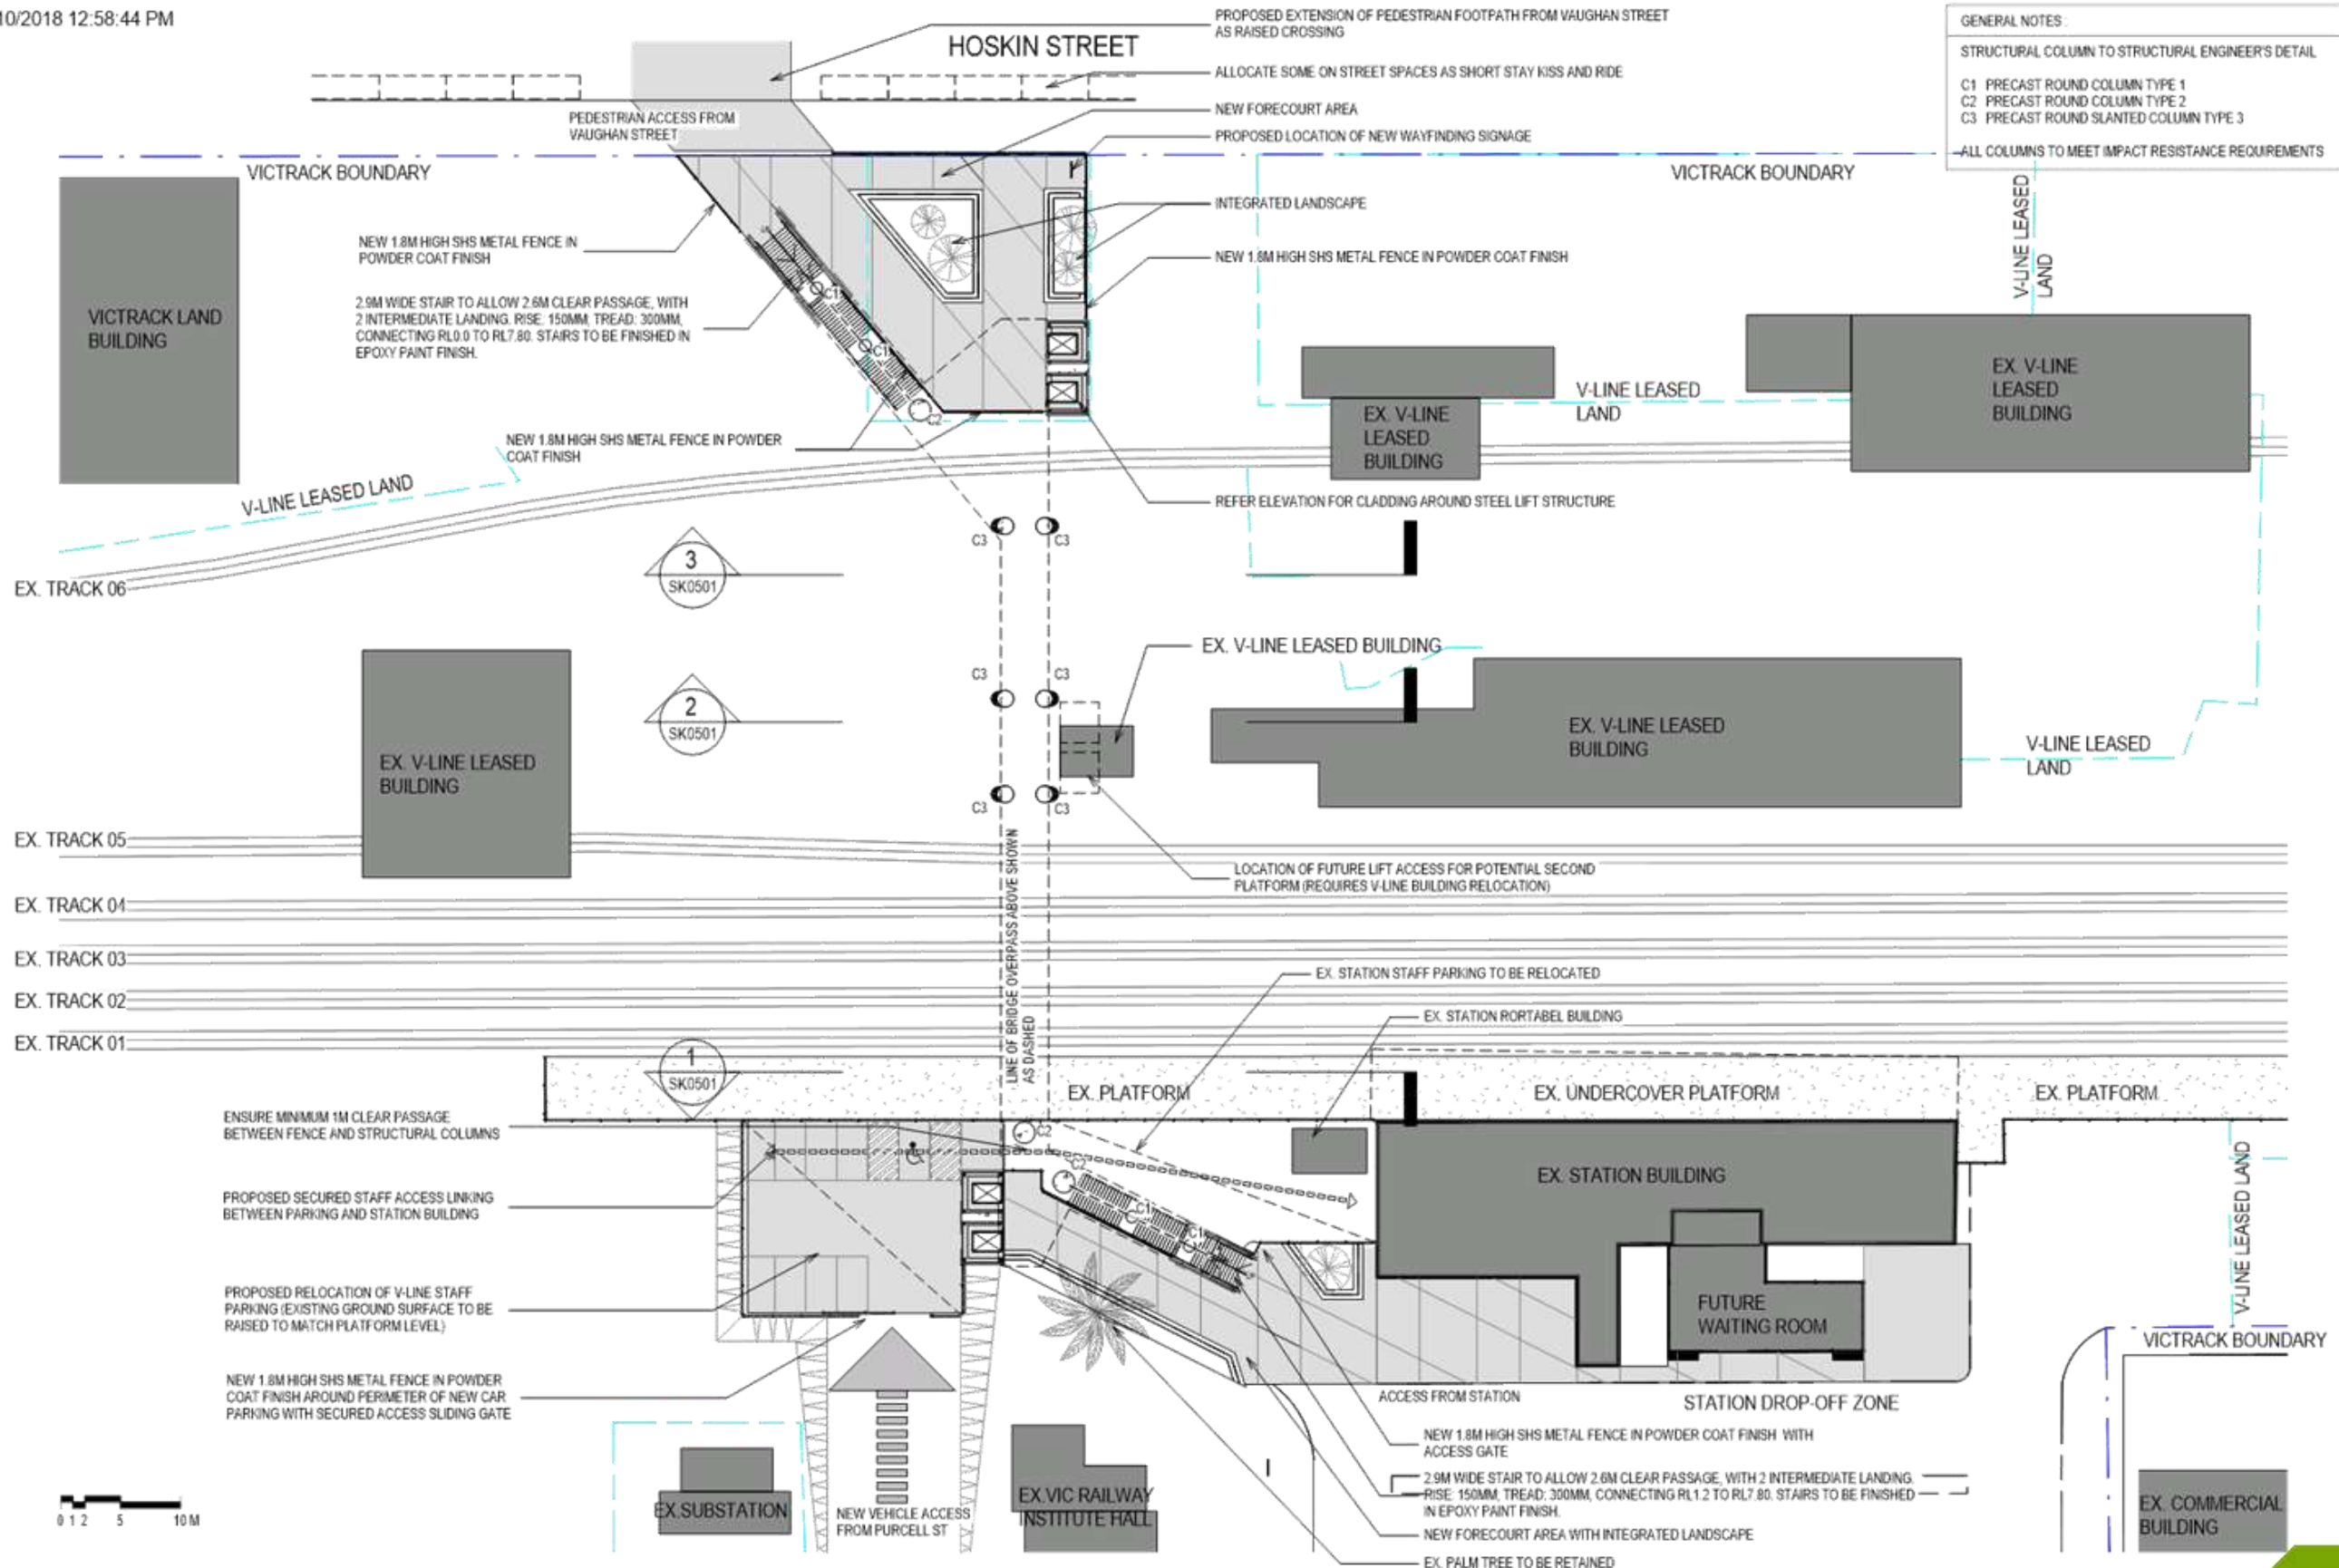 10/2018 12:58:44 PM
HOSKIN STREET
PROPOSED EXTENSION OF PEDESTRIAN FOOTPATH FROM VAUGHAN STREET
AS RAISED CROSSING
ALLOCATE SOME ON STREET SPACES AS SHORT STAY KISS AND RIDE
NEW FORECOURT AREA
PROPOSED LOCATION OF NEW WAYFINDING SIGNAGE
GENERAL NOTES :
STRUCTURAL COLUMN TO STRUCTURAL ENGINEER'S DETAIL
C1 PRECAST ROUND COLUMN TYPE 1
C2 PRECAST ROUND COLUMN TYPE 2
C3 PRECAST ROUND SLANTED COLUMN TYPE 3
ALL COLUMNS TO MEET IMPACT RESISTANCE REQUIREMENTS
PEDESTRIAN ACCESS FROM
VAUGHAN STREET
VICTRACK BOUNDARY
VICTRACK BOUNDARY
INTEGRATED LANDSCAPE
V-LINE LEASED
LAND
NEW 1.8M HIGH SHS METAL FENCE IN
POWDER COAT FINISH
NEW 1.8M HIGH SHS METAL FENCE IN POWDER COAT FINISH
VICTRACK LAND
BUILDING
2.9M WIDE STAIR TO ALLOW 2.6M CLEAR PASSAGE, WITH
2 INTERMEDIATE LANDING. RISE: 150MM, TREAD: 300MM,
CONNECTING RL0.0 TO RL7.80. STAIRS TO BE FINISHED IN
EPOXY PAINT FINISH.
C1
C1
C2
EX. V-LINE
LEASED
BUILDING
V-LINE LEASED
LAND
EX. V-LINE
LEASED
BUILDING
NEW 1.8M HIGH SHS METAL FENCE IN POWDER
COAT FINISH
V-LINE LEASED LAND
REFER ELEVATION FOR CLADDING AROUND STEEL LIFT STRUCTURE
C3
C3
3
SK0501
EX. TRACK 06
EX. V-LINE LEASED BUILDING
C3
C3
2
SK0501
EX. V-LINE LEASED
BUILDING
EX. V-LINE LEASED
BUILDING
V-LINE LEASED
LAND
C3
C3
EX. TRACK 05
LOCATION OF FUTURE LIFT ACCESS FOR POTENTIAL SECOND
PLATFORM (REQUIRES V-LINE BUILDING RELOCATION)
EX. TRACK 04
EX. TRACK 03
LINE OF BRIDGE OVERPASS ABOVE SHOWN
AS DASHED
EX. STATION STAFF PARKING TO BE RELOCATED
EX. TRACK 02
EX. STATION RORTABEL BUILDING
EX. TRACK 01
1
SK0501
EX. PLATFORM
EX. UNDERCOVER PLATFORM
EX. PLATFORM
ENSURE MINIMUM 1M CLEAR PASSAGE
BETWEEN FENCE AND STRUCTURAL COLUMNS
C2
C2
C1
C1
EX. STATION BUILDING
V-LINE LEASED LAND
PROPOSED SECURED STAFF ACCESS LINKING
BETWEEN PARKING AND STATION BUILDING
PROPOSED RELOCATION OF V-LINE STAFF
PARKING (EXISTING GROUND SURFACE TO BE
RAISED TO MATCH PLATFORM LEVEL)
FUTURE
WAITING ROOM
VICTRACK BOUNDARY
NEW 1.8M HIGH SHS METAL FENCE IN POWDER
COAT FINISH AROUND PERIMETER OF NEW CAR
PARKING WITH SECURED ACCESS SLIDING GATE
ACCESS FROM STATION
STATION DROP-OFF ZONE
NEW 1.8M HIGH SHS METAL FENCE IN POWDER COAT FINISH WITH
ACCESS GATE
2.9M WIDE STAIR TO ALLOW 2.6M CLEAR PASSAGE, WITH 2 INTERMEDIATE LANDING.
RISE: 150MM, TREAD: 300MM, CONNECTING RL1.2 TO RL7.80. STAIRS TO BE FINISHED
IN EPOXY PAINT FINISH.
NEW FORECOURT AREA WITH INTEGRATED LANDSCAPE
EX. PALM TREE TO BE RETAINED
EX.SUBSTATION
NEW VEHICLE ACCESS
FROM PURCELL ST
EX.VIC RAILWAY
INSTITUTE HALL
EX. COMMERCIAL
BUILDING
0 1 2 5 10 M